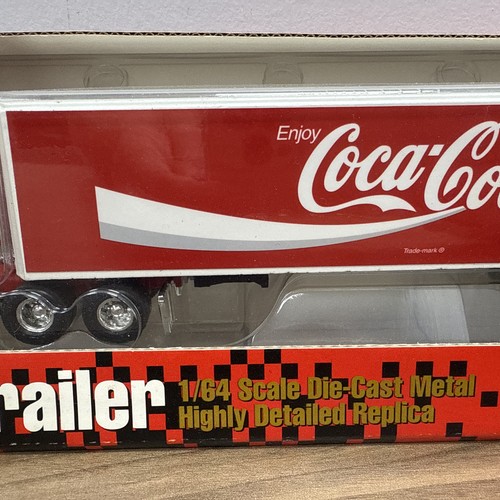 Enjoy
Coca-Co
Trade-mark ®
railer
1/64 Scale Die-Cast Metal
Highly Detailed Replica